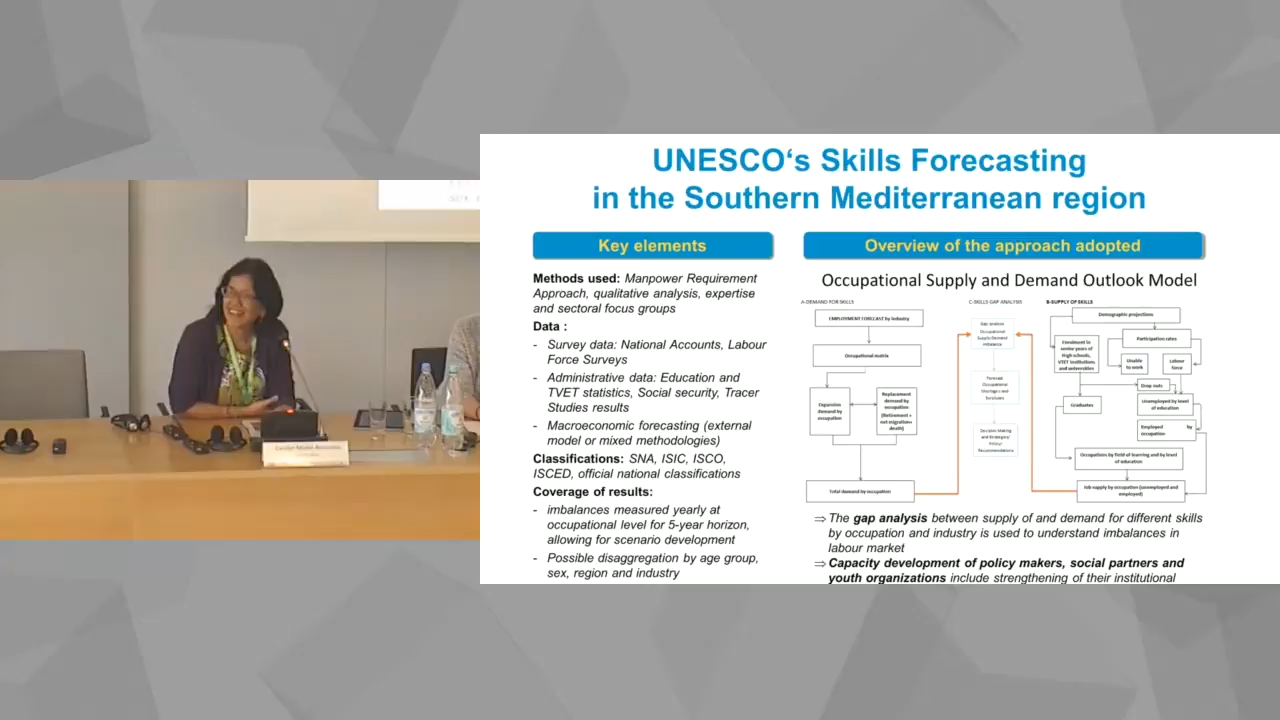 UNESCO‘s Skills Forecasting
in the Southern Mediterranean region
Key elements
Methods used: Manpower Requirement
Approach, qualitative analysis, expertise
and sectoral focus groups
Data :
- Survey data: National Accounts, Labour
Force Surveys
- Administrative data: Education and
TVET statistics, Social security, Tracer
Studies results
- Macroeconomic forecasting (external
model or mixed methodologies)
Classifications: SNA, ISIC, ISCO,
ISCED, official national classifications
Coverage of results:
- imbalances measured yearly at
occupational level for 5-year horizon,
allowing for scenario development
- Possible disaggregation by age group,
sex, region and industry
Overview of the approach adopted
Occupational Supply and Demand Outlook Model
A-DEMAND FOR SKILLS
EMPLOYMENT FORECAST by industry
Occupational matrix
Expansion
demand by
occupation
Replacement
demand by
occupation
(Retirement +
net migration+
death)
Total demand by occupation
C-SKILLS GAP ANALYSIS
Gap analysis
Occupational
Supply-Demand
imbalance
Forecast
Occupational
Shortages and
Surpluses
Decision Making
and Strategies/
Policy/
Recommendations
B-SUPPLY OF SKILLS
Demographic projections
Enrolment in
senior years of
High schools,
VTET institutions
and universities
Participation rates
Unable
to work
Labour
force
Drop outs
Graduates
Unemployed by level
of education
Employed by
occupation
Occupations by field of learning and by level
of education
Job supply by occupation (unemployed and
employed)
⇒ The gap analysis between supply of and demand for different skills
by occupation and industry is used to understand imbalances in
labour market
⇒ Capacity development of policy makers, social partners and
youth organizations include strengthening of their institutional